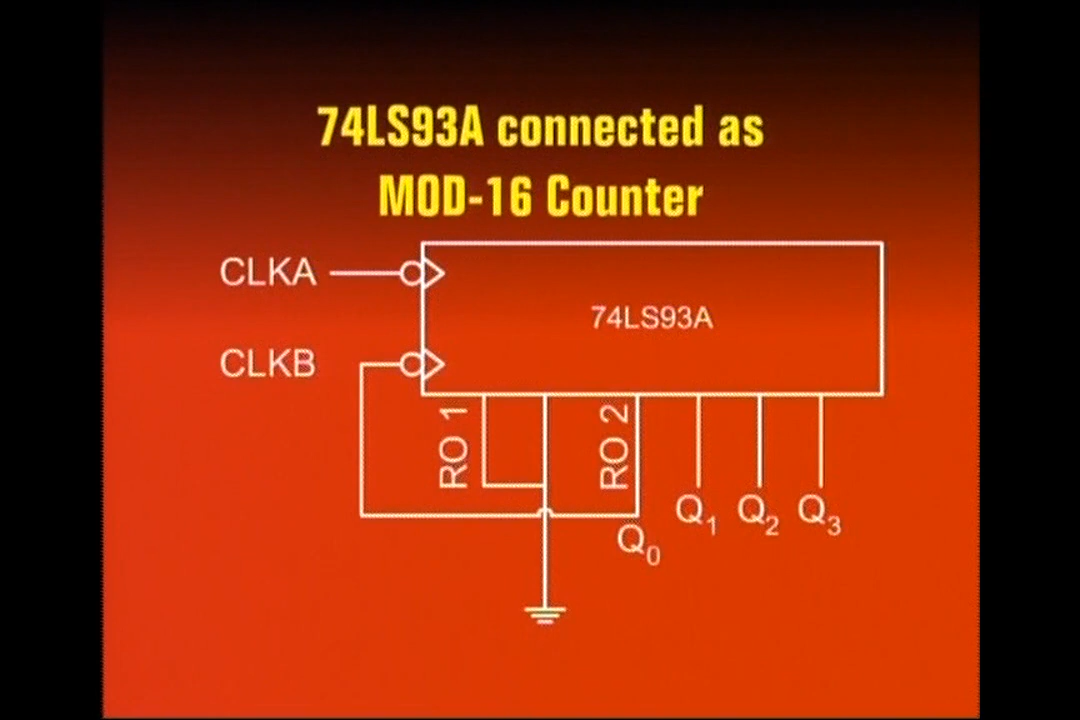 74LS93A connected as
MOD-16 Counter
CLKA
74LS93A
CLKB
RO 1
RO 2
Q₁ Q₂ Q₃
Q₀